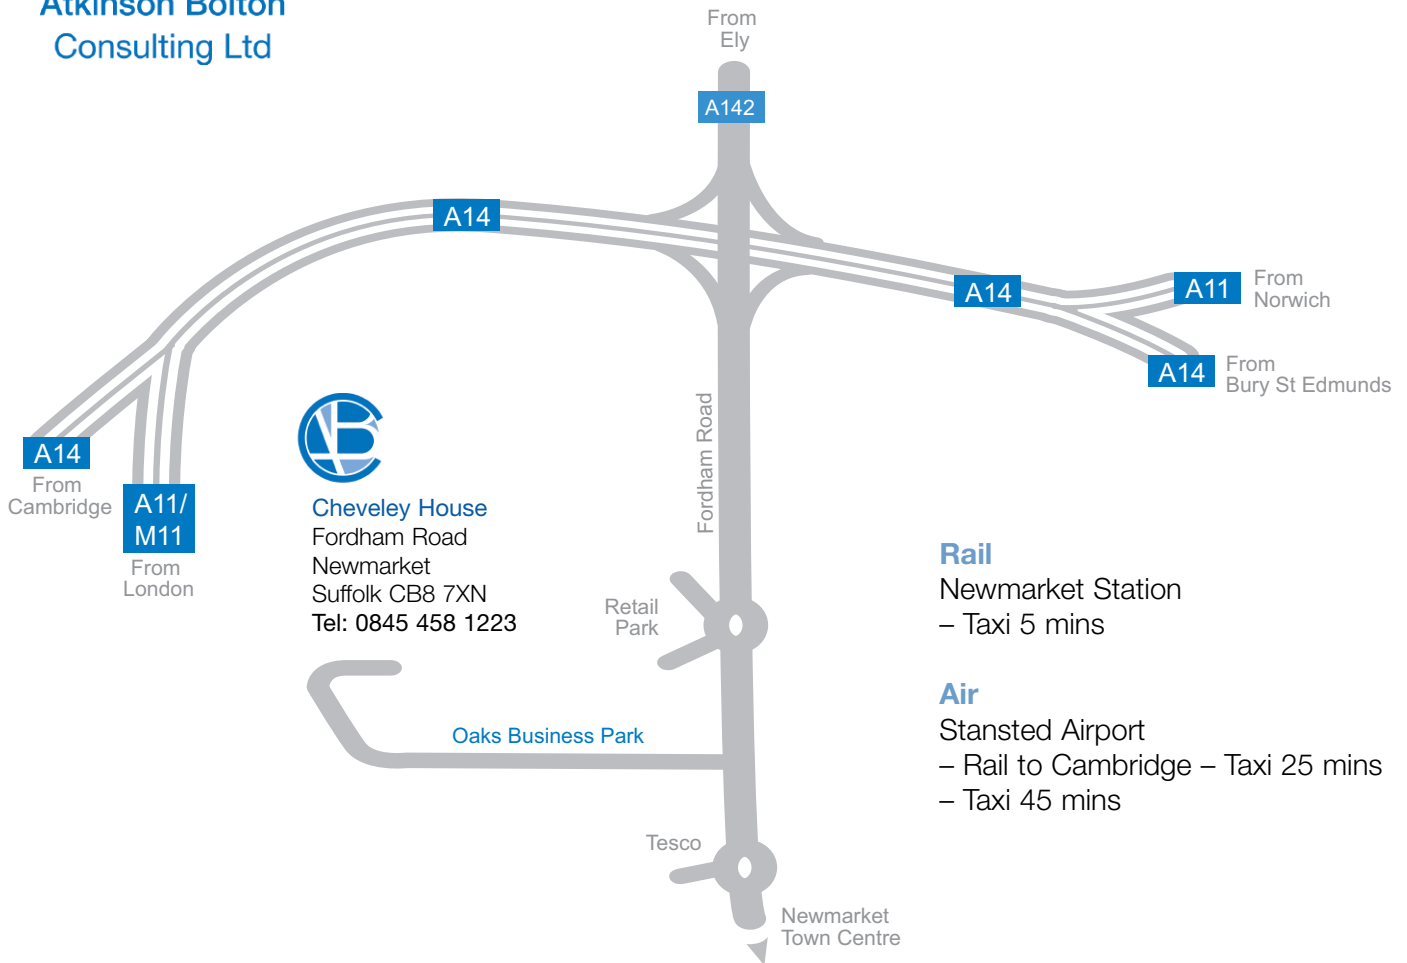 Atkinson Bolton
Consulting Ltd
From
Ely
A142
A14
A14
A11
From
Norwich
A14
From
Bury St Edmunds
A14
From
Cambridge
A11/
M11
From
London
Cheveley House
Fordham Road
Newmarket
Suffolk CB8 7XN
Tel: 0845 458 1223
Fordham Road
Retail
Park
Oaks Business Park
Tesco
Newmarket
Town Centre
Rail
Newmarket Station
– Taxi 5 mins
Air
Stansted Airport
– Rail to Cambridge – Taxi 25 mins
– Taxi 45 mins